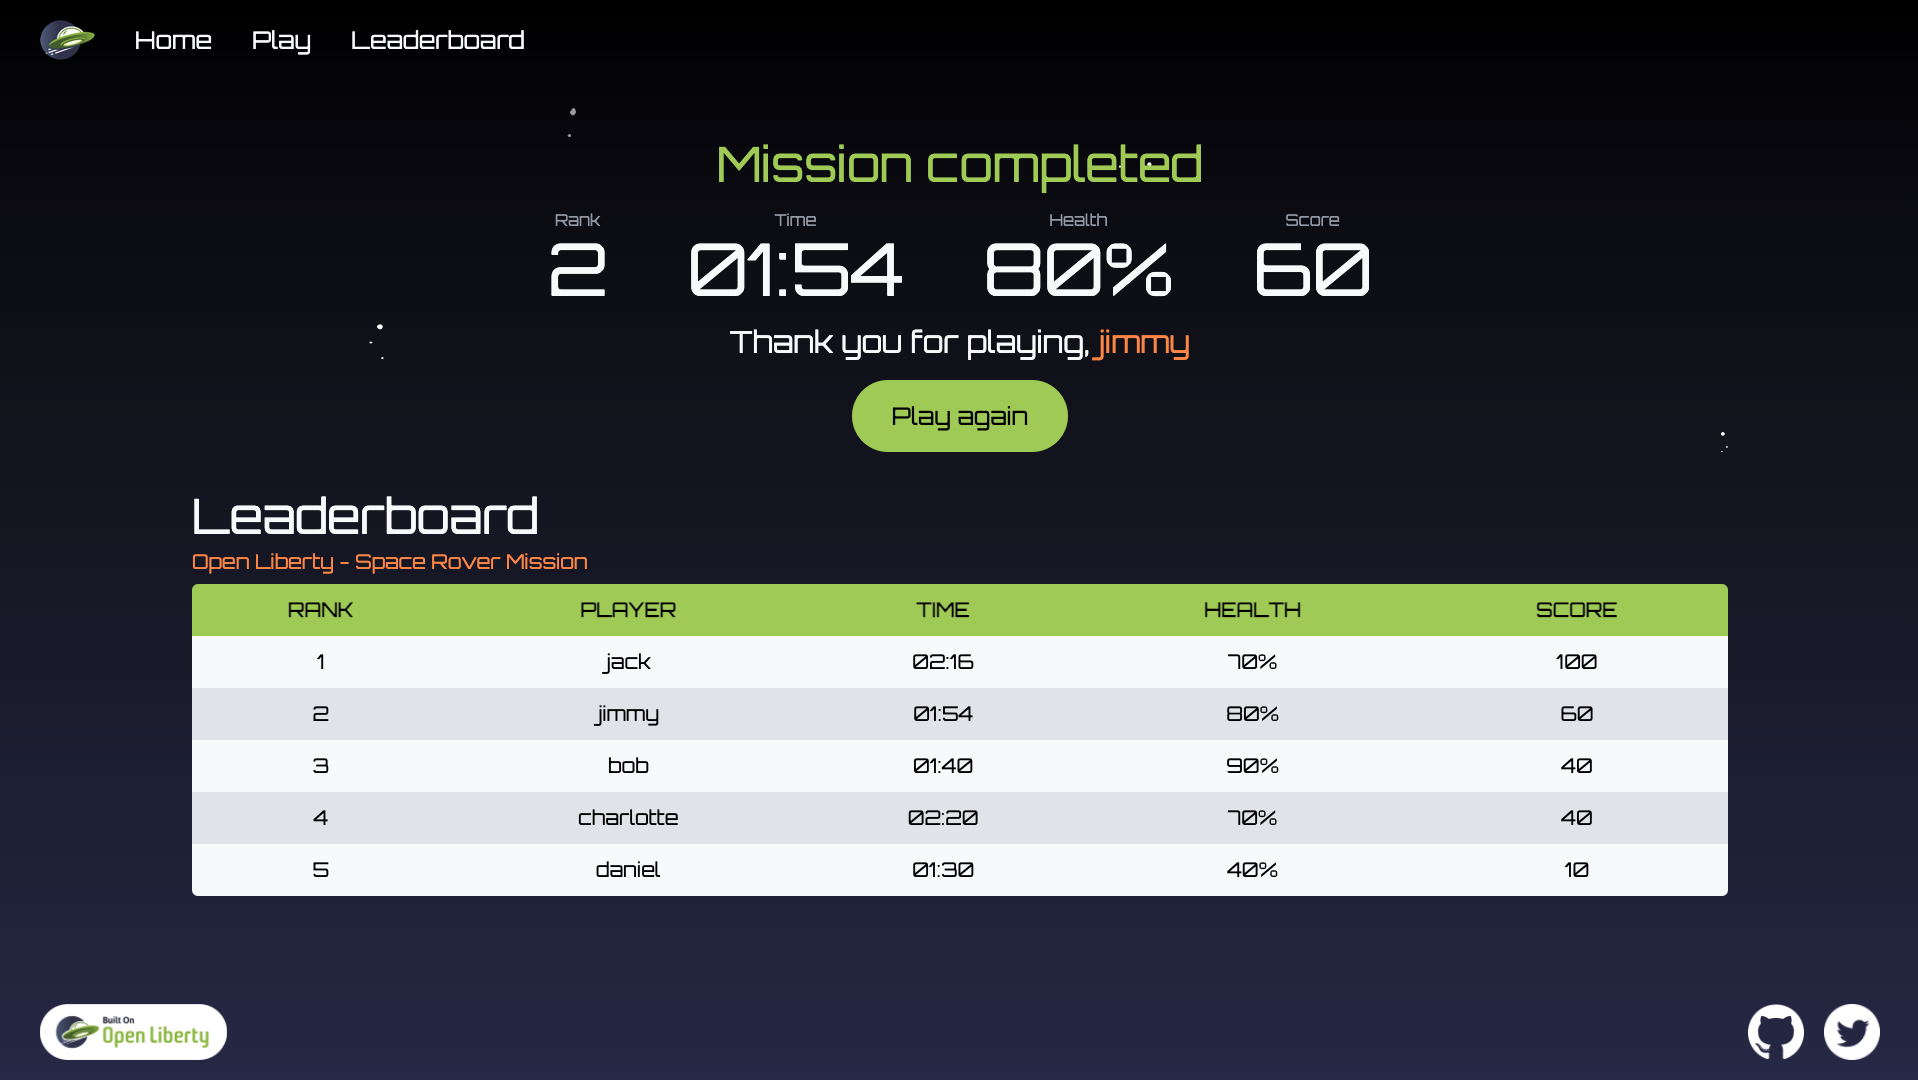 Home Play Leaderboard
Mission completed
Rank Time Health Score
2 01:54 80% 60
Thank you for playing, jimmy
Play again
Leaderboard
Open Liberty - Space Rover Mission
RANK PLAYER TIME HEALTH SCORE
1 jack 02:16 70% 100
2 jimmy 01:54 80% 60
3 bob 01:40 90% 40
4 charlotte 02:20 70% 40
5 daniel 01:30 40% 10
Built On
Open Liberty